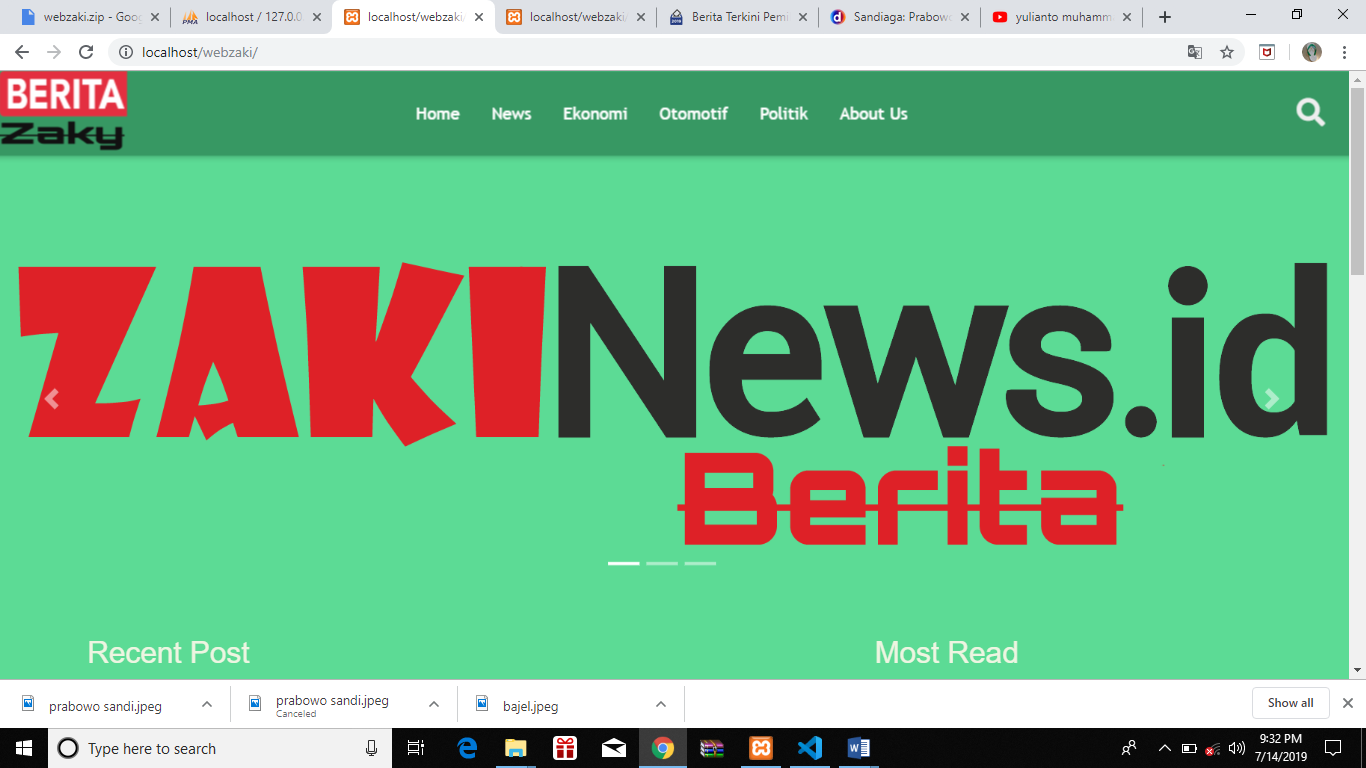 webzaki.zip - Goog
localhost / 127.0.0.
localhost/webzaki/
localhost/webzaki/
Berita Terkini Pemi
Sandiaga: Prabowo
yulianto muhamma
localhost/webzaki/
BERITA
Zaky
Home News Ekonomi Otomotif Politik About Us
ZAKINews.id
Berita
Recent Post
Most Read
prabowo sandi.jpeg
prabowo sandi.jpeg
Canceled
bajel.jpeg
Show all
Type here to search
9:32 PM
7/14/2019